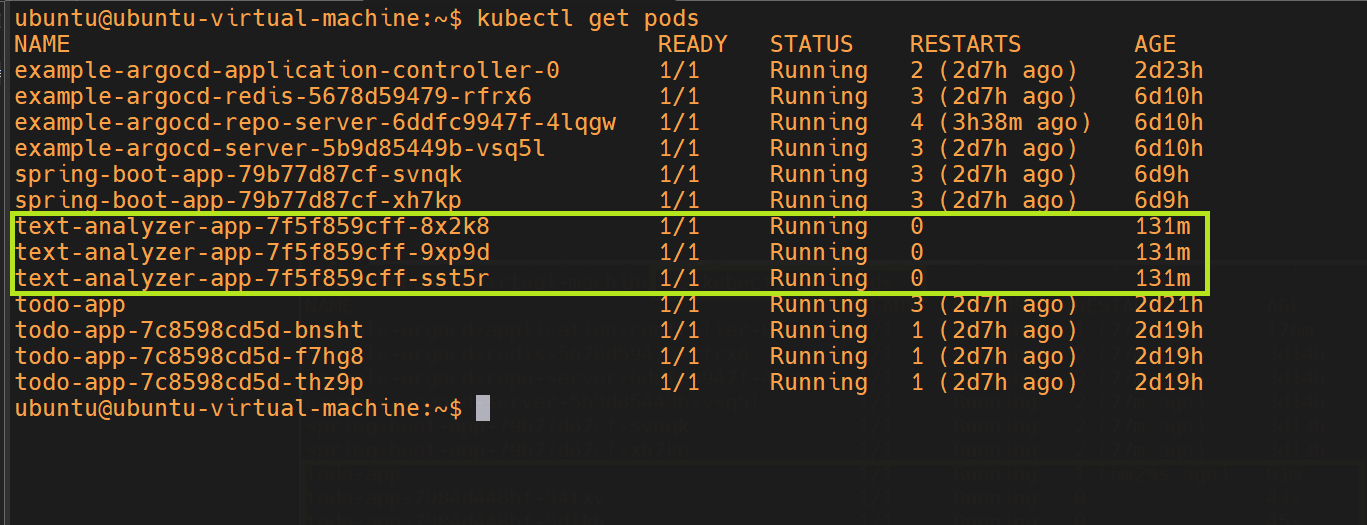 ubuntu@ubuntu-virtual-machine:~$ kubectl get pods
NAME READY STATUS RESTARTS AGE
example-argocd-application-controller-0 1/1 Running 2 (2d7h ago) 2d23h
example-argocd-redis-5678d59479-rfrx6 1/1 Running 3 (2d7h ago) 6d10h
example-argocd-repo-server-6ddfc9947f-4lqgw 1/1 Running 4 (3h38m ago) 6d10h
example-argocd-server-5b9d85449b-vsq5l 1/1 Running 3 (2d7h ago) 6d10h
spring-boot-app-79b77d87cf-svnqk 1/1 Running 3 (2d7h ago) 6d9h
spring-boot-app-79b77d87cf-xh7kp 1/1 Running 3 (2d7h ago) 6d9h
text-analyzer-app-7f5f859cff-8x2k8 1/1 Running 0 131m
text-analyzer-app-7f5f859cff-9xp9d 1/1 Running 0 131m
text-analyzer-app-7f5f859cff-sst5r 1/1 Running 0 131m
todo-app 1/1 Running 3 (2d7h ago) 2d21h
todo-app-7c8598cd5d-bnsht 1/1 Running 1 (2d7h ago) 2d19h
todo-app-7c8598cd5d-f7hg8 1/1 Running 1 (2d7h ago) 2d19h
todo-app-7c8598cd5d-thz9p 1/1 Running 1 (2d7h ago) 2d19h
ubuntu@ubuntu-virtual-machine:~$